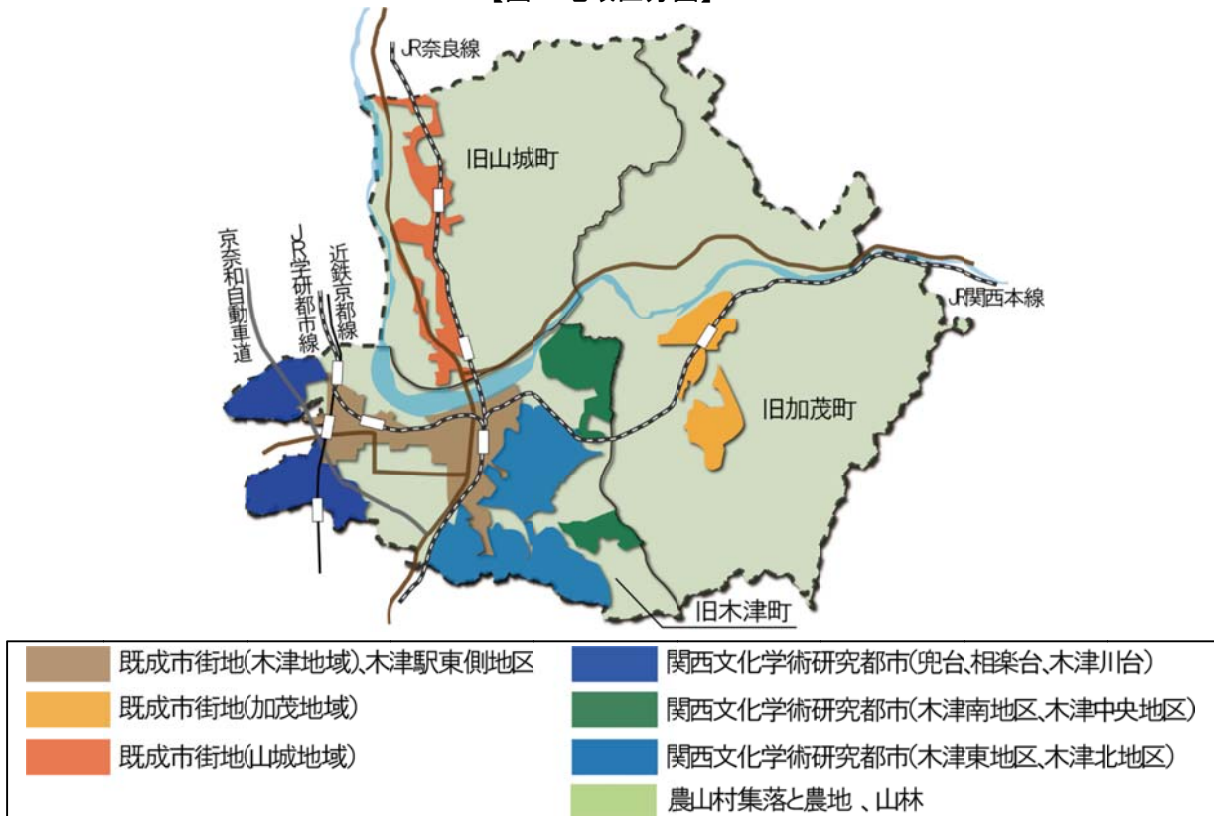 JR奈良線
旧山城町
京奈和自動車道
JR学研都市線
近鉄京都線
JR関西本線
旧加茂町
旧木津町
既成市街地(木津地域)、木津駅東側地区
既成市街地(加茂地域)
既成市街地(山城地域)
関西文化学術研究都市(兜台、相楽台、木津川台)
関西文化学術研究都市(木津南地区、木津中央地区)
関西文化学術研究都市(木津東地区、木津北地区)
農山村集落と農地 、山林